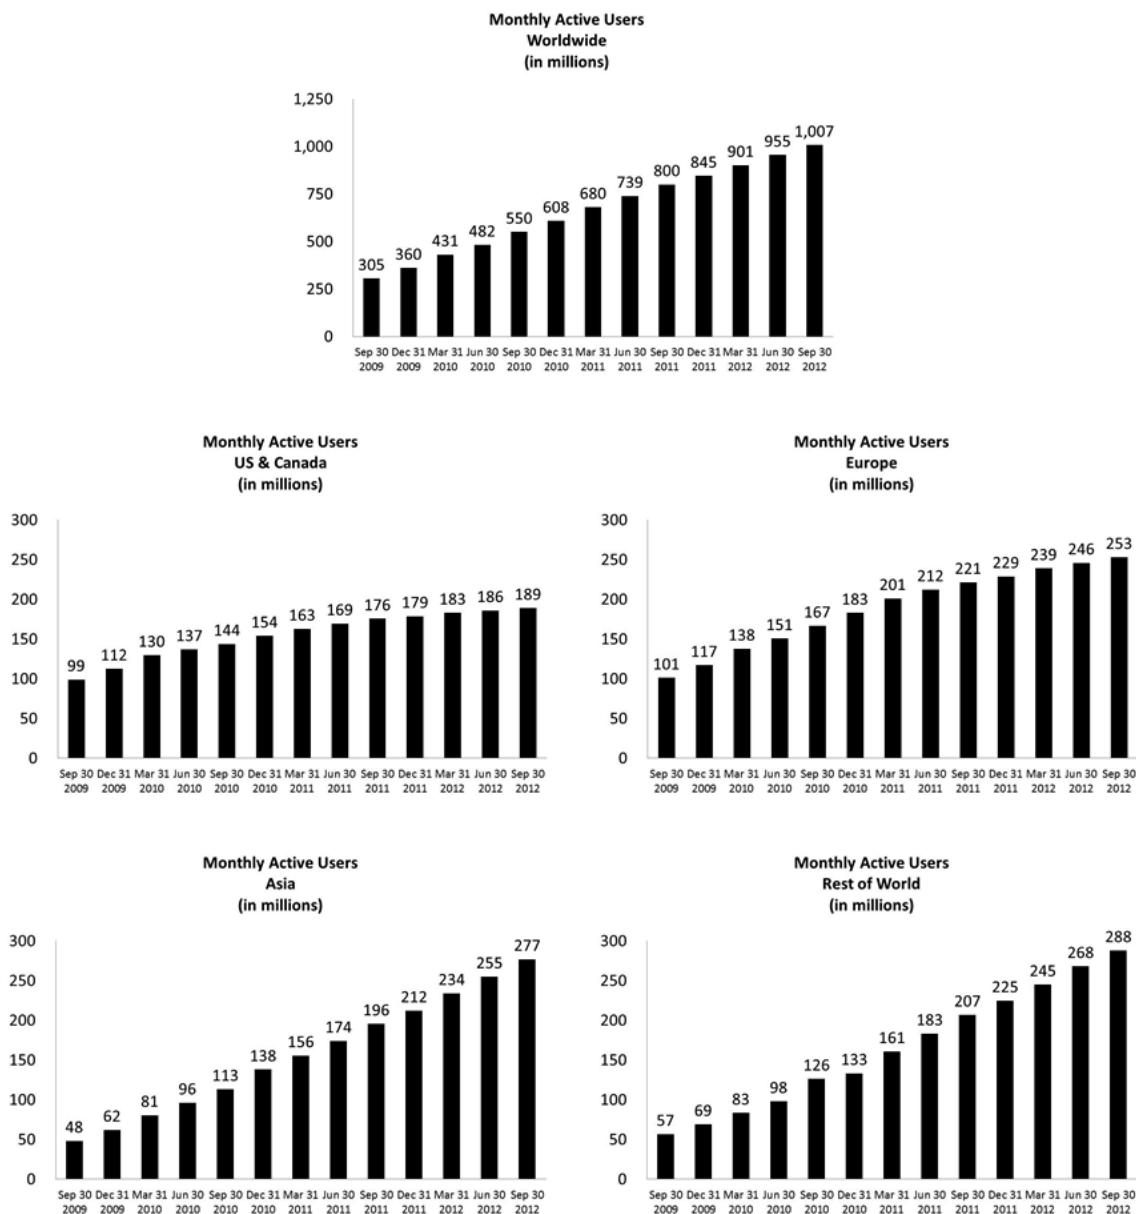 Monthly Active Users
Worldwide
(in millions)
1,250
1,000
750
500
250
0
305 360 431 482 550 608 680 739 800 845 901 955 1,007
Sep 30 Dec 31 Mar 31 Jun 30 Sep 30 Dec 31 Mar 31 Jun 30 Sep 30 Dec 31 Mar 31 Jun 30 Sep 30
2009 2009 2010 2010 2010 2010 2011 2011 2011 2011 2012 2012 2012
Monthly Active Users
US & Canada
(in millions)
300
250
200
150
100
50
0
99 112 130 137 144 154 163 169 176 179 183 186 189
Sep 30 Dec 31 Mar 31 Jun 30 Sep 30 Dec 31 Mar 31 Jun 30 Sep 30 Dec 31 Mar 31 Jun 30 Sep 30
2009 2009 2010 2010 2010 2010 2011 2011 2011 2011 2012 2012 2012
Monthly Active Users
Europe
(in millions)
300
250
200
150
100
50
0
101 117 138 151 167 183 201 212 221 229 239 246 253
Sep 30 Dec 31 Mar 31 Jun 30 Sep 30 Dec 31 Mar 31 Jun 30 Sep 30 Dec 31 Mar 31 Jun 30 Sep 30
2009 2009 2010 2010 2010 2010 2011 2011 2011 2011 2012 2012 2012
Monthly Active Users
Asia
(in millions)
300
250
200
150
100
50
0
48 62 81 96 113 138 156 174 196 212 234 255 277
Sep 30 Dec 31 Mar 31 Jun 30 Sep 30 Dec 31 Mar 31 Jun 30 Sep 30 Dec 31 Mar 31 Jun 30 Sep 30
2009 2009 2010 2010 2010 2010 2011 2011 2011 2011 2012 2012 2012
Monthly Active Users
Rest of World
(in millions)
300
250
200
150
100
50
0
57 69 83 98 126 133 161 183 207 225 245 268 288
Sep 30 Dec 31 Mar 31 Jun 30 Sep 30 Dec 31 Mar 31 Jun 30 Sep 30 Dec 31 Mar 31 Jun 30 Sep 30
2009 2009 2010 2010 2010 2010 2011 2011 2011 2011 2012 2012 2012